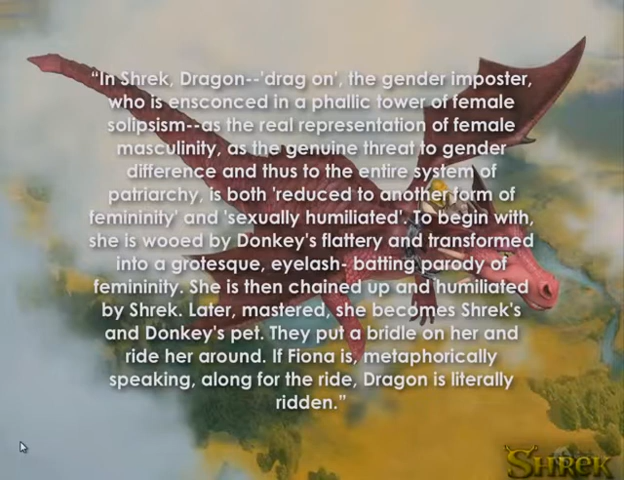 “In Shrek, Dragon--'drag on', the gender imposter,
who is ensconced in a phallic tower of female
solipsism--as the real representation of female
masculinity, as the genuine threat to gender
difference and thus to the entire system of
patriarchy, is both 'reduced to another form of
femininity' and 'sexually humiliated'. To begin with,
she is wooed by Donkey's flattery and transformed
into a grotesque, eyelash- batting parody of
femininity. She is then chained up and humiliated
by Shrek. Later, mastered, she becomes Shrek's
and Donkey's pet. They put a bridle on her and
ride her around. If Fiona is, metaphorically
speaking, along for the ride, Dragon is literally
ridden.”
SHREK